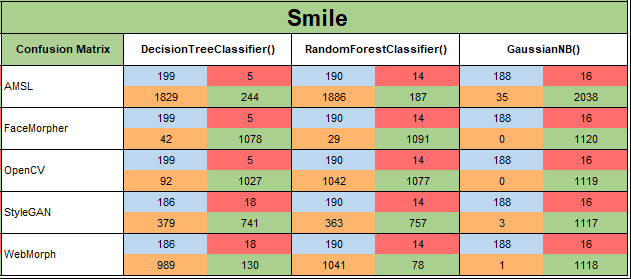 Smile
Confusion Matrix DecisionTreeClassifier() RandomForestClassifier() GaussianNB()
AMSL
199 5 190 14 188 16
1829 244 1886 187 35 2038
FaceMorpher
199 5 190 14 188 16
42 1078 29 1091 0 1120
OpenCV
199 5 190 14 188 16
92 1027 1042 1077 0 1119
StyleGAN
186 18 190 14 188 16
379 741 363 757 3 1117
WebMorph
186 18 190 14 188 16
989 130 1041 78 1 1118